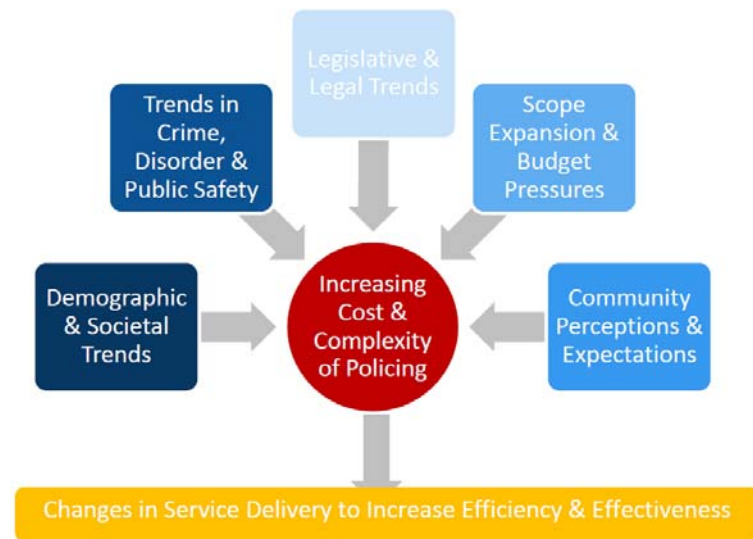 Legislative &
Legal Trends
Trends in
Crime,
Disorder &
Public Safety
Scope
Expansion &
Budget
Pressures
Demographic
& Societal
Trends
Increasing
Cost &
Complexity
of Policing
Community
Perceptions &
Expectations
Changes in Service Delivery to Increase Efficiency & Effectiveness